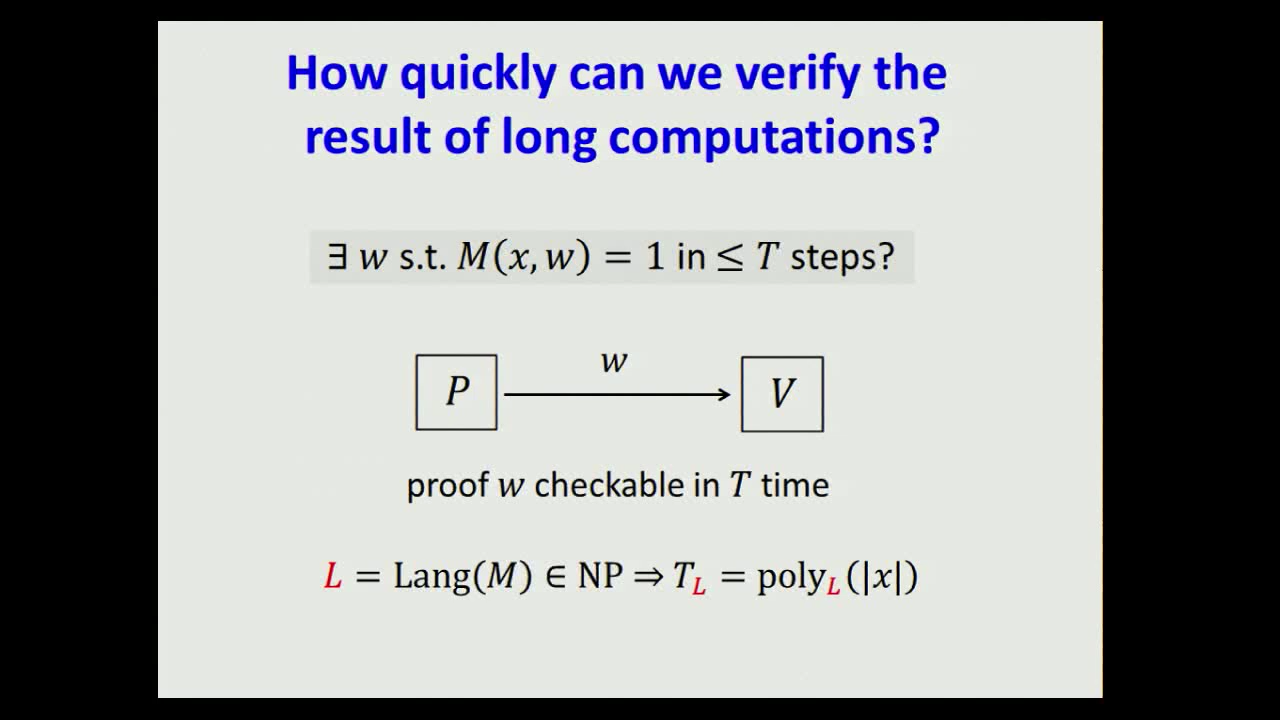 How quickly can we verify the
result of long computations?
∃ w s.t. M(x, w) = 1 in ≤ T steps?
w
P
V
proof w checkable in T time
L = Lang(M) ∈ NP ⇒ T_L = poly_L(|x|)